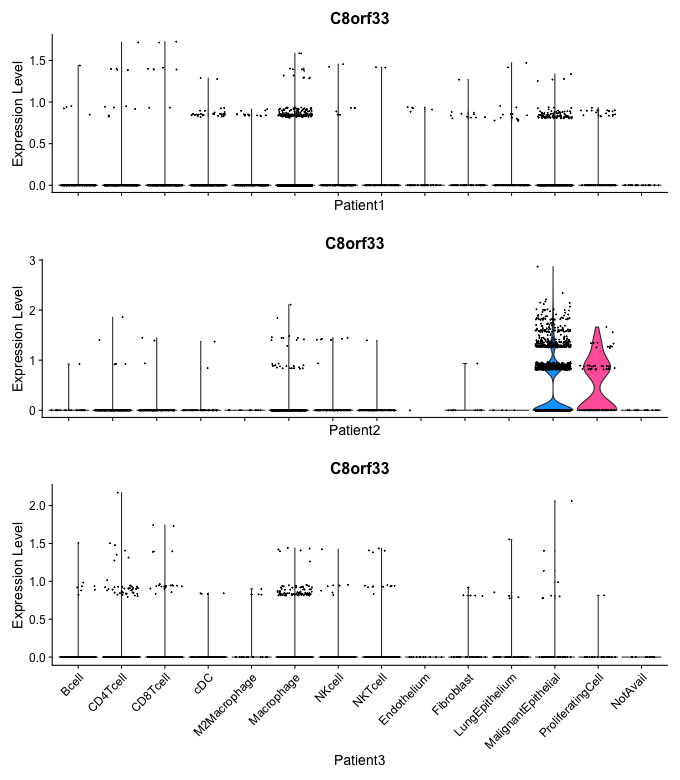 C8orf33
Expression Level
1.5
1.0
0.5
0.0
Patient1
C8orf33
Expression Level
3
2
1
0
Patient2
C8orf33
Expression Level
2.0
1.5
1.0
0.5
0.0
Bcell
CD4Tcell
CD8Tcell
cDC
M2Macrophage
Macrophage
NKcell
NKTcell
Endothelium
Fibroblast
LungEpithelium
MalignantEpithelial
ProliferatingCell
NotAvail
Patient3